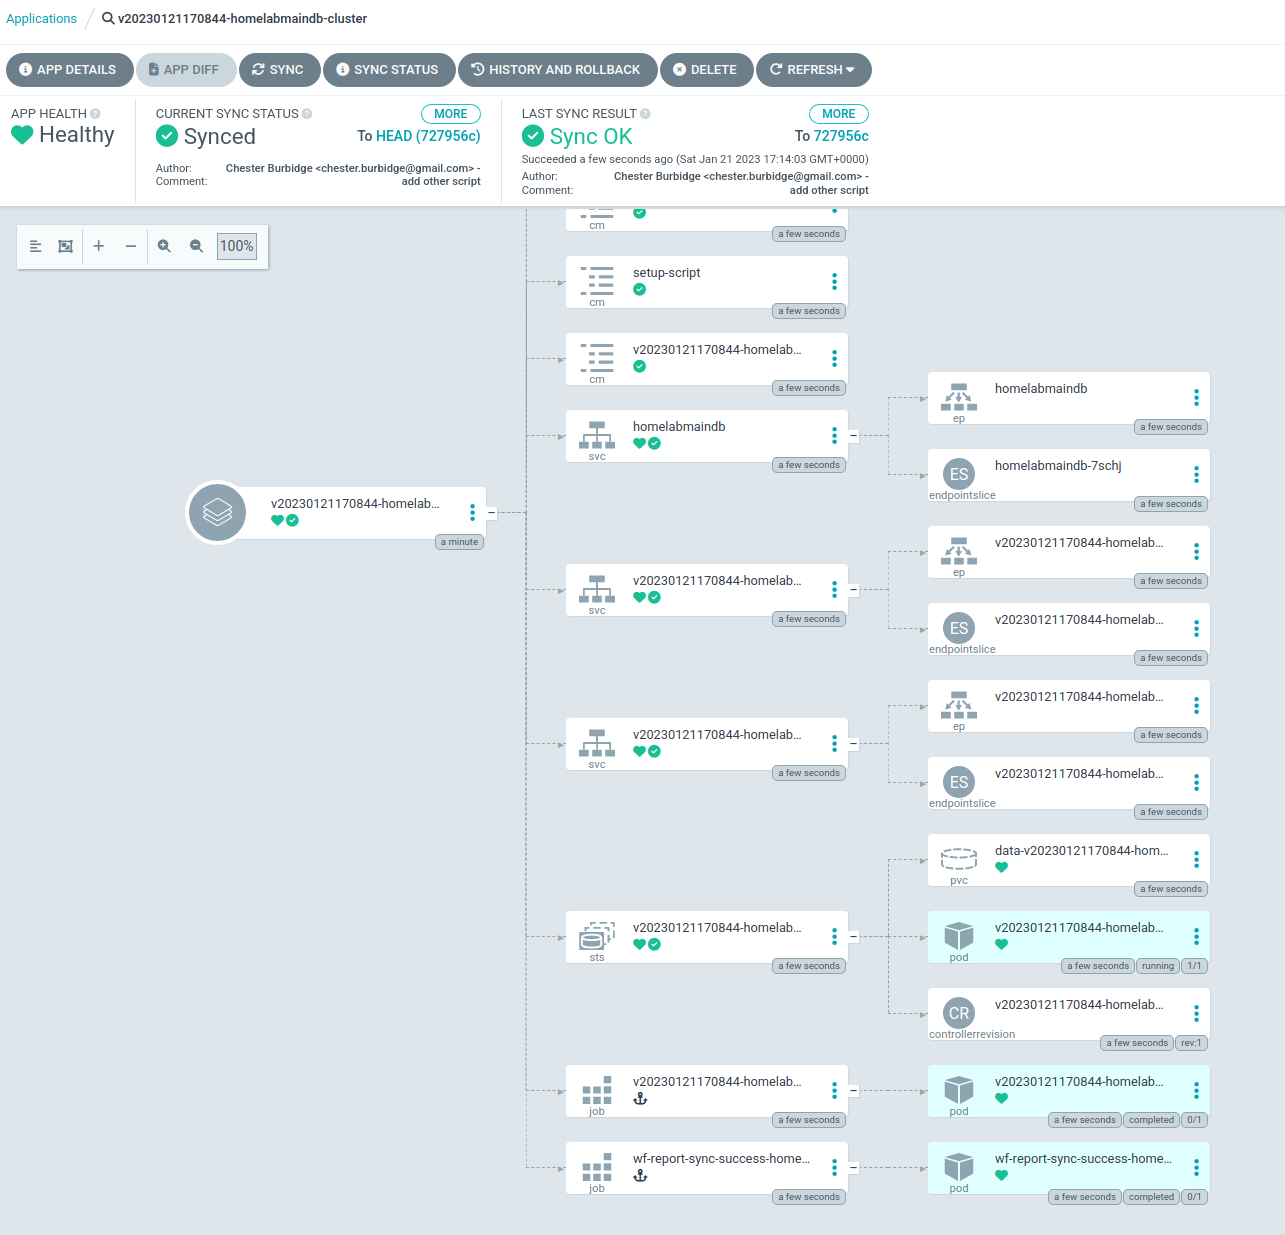 Applications / v20230121170844-homelabmaindb-cluster
APP DETAILS
APP DIFF
SYNC
SYNC STATUS
HISTORY AND ROLLBACK
DELETE
REFRESH
APP HEALTH
Healthy
CURRENT SYNC STATUS
MORE
Synced
To HEAD (727956c)
Author: Chester Burbidge <chester.burbidge@gmail.com> -
Comment: add other script
LAST SYNC RESULT
MORE
Sync OK
To 727956c
Succeeded a few seconds ago (Sat Jan 21 2023 17:14:03 GMT+0000)
Author: Chester Burbidge <chester.burbidge@gmail.com> -
Comment: add other script
100%
v20230121170844-homelab...
a minute
cm
a few seconds
setup-script
cm
a few seconds
v20230121170844-homelab...
cm
a few seconds
homelabmaindb
svc
a few seconds
homelabmaindb
ep
a few seconds
ES
homelabmaindb-7schj
endpointslice
a few seconds
v20230121170844-homelab...
svc
a few seconds
v20230121170844-homelab...
ep
a few seconds
ES
v20230121170844-homelab...
endpointslice
a few seconds
v20230121170844-homelab...
svc
a few seconds
v20230121170844-homelab...
ep
a few seconds
ES
v20230121170844-homelab...
endpointslice
a few seconds
data-v20230121170844-hom...
pvc
a few seconds
v20230121170844-homelab...
sts
a few seconds
v20230121170844-homelab...
pod
a few seconds running 1/1
CR
v20230121170844-homelab...
controllerrevision
a few seconds rev:1
v20230121170844-homelab...
job
a few seconds
v20230121170844-homelab...
pod
a few seconds completed 0/1
wf-report-sync-success-home...
job
a few seconds
wf-report-sync-success-home...
pod
a few seconds completed 0/1